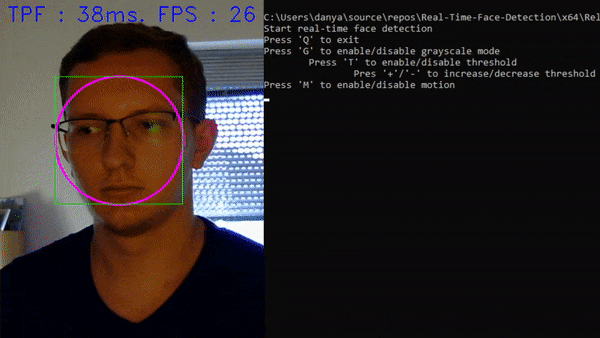 TPF : 38ms. FPS : 26
C:\Users\danya\source\repos\Real-Time-Face-Detection\x64\Rel
Start real-time face detection
Press 'Q' to exit
Press 'G' to enable/disable grayscale mode
Press 'T' to enable/disable threshold
Pres '+'/'-' to increase/decrease threshold
Press 'M' to enable/disable motion